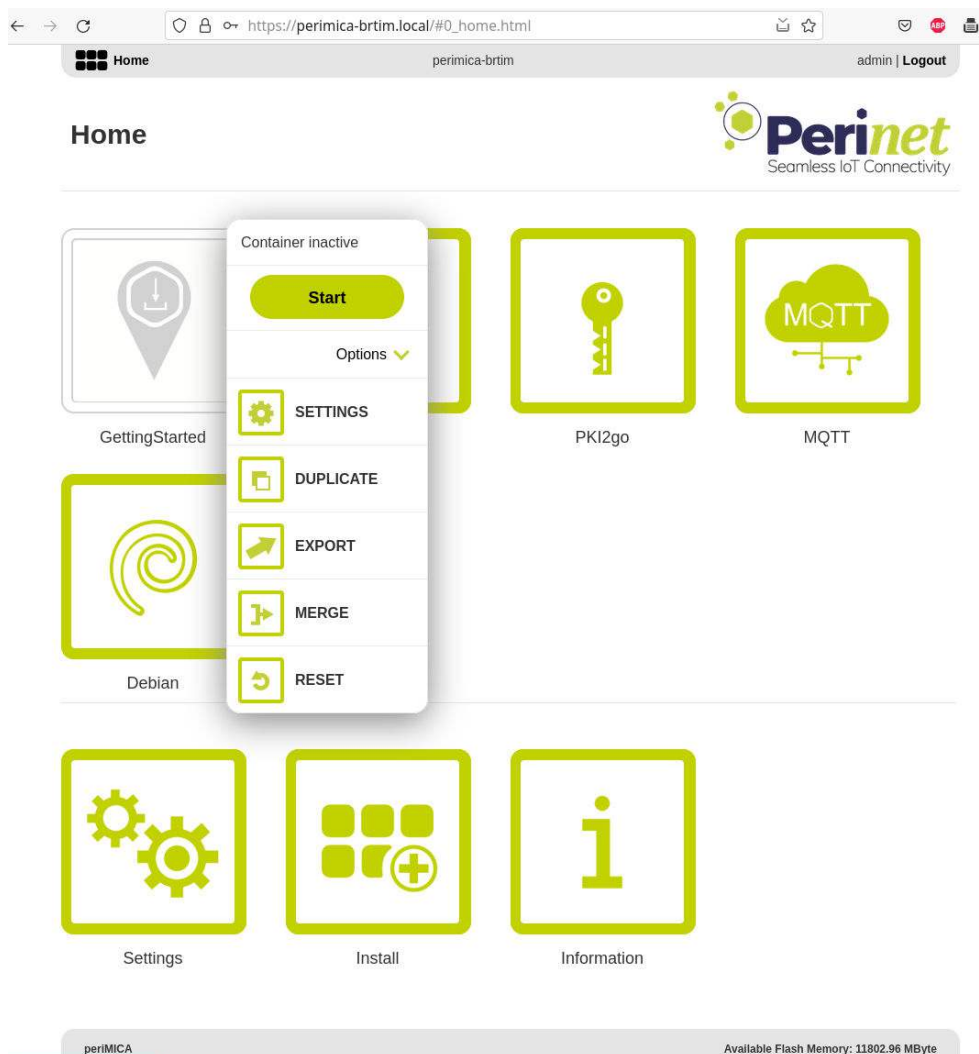 https://perimica-brtim.local/#0_home.html
ABP
Home
perimica-brtim
admin | Logout
Home
Perinet
Seamless IoT Connectivity
Container inactive
Start
Options
SETTINGS
DUPLICATE
EXPORT
MERGE
RESET
MQTT
GettingStarted
PKI2go
MQTT
Debian
Settings
Install
Information
periMICA
Available Flash Memory: 11802.96 MByte